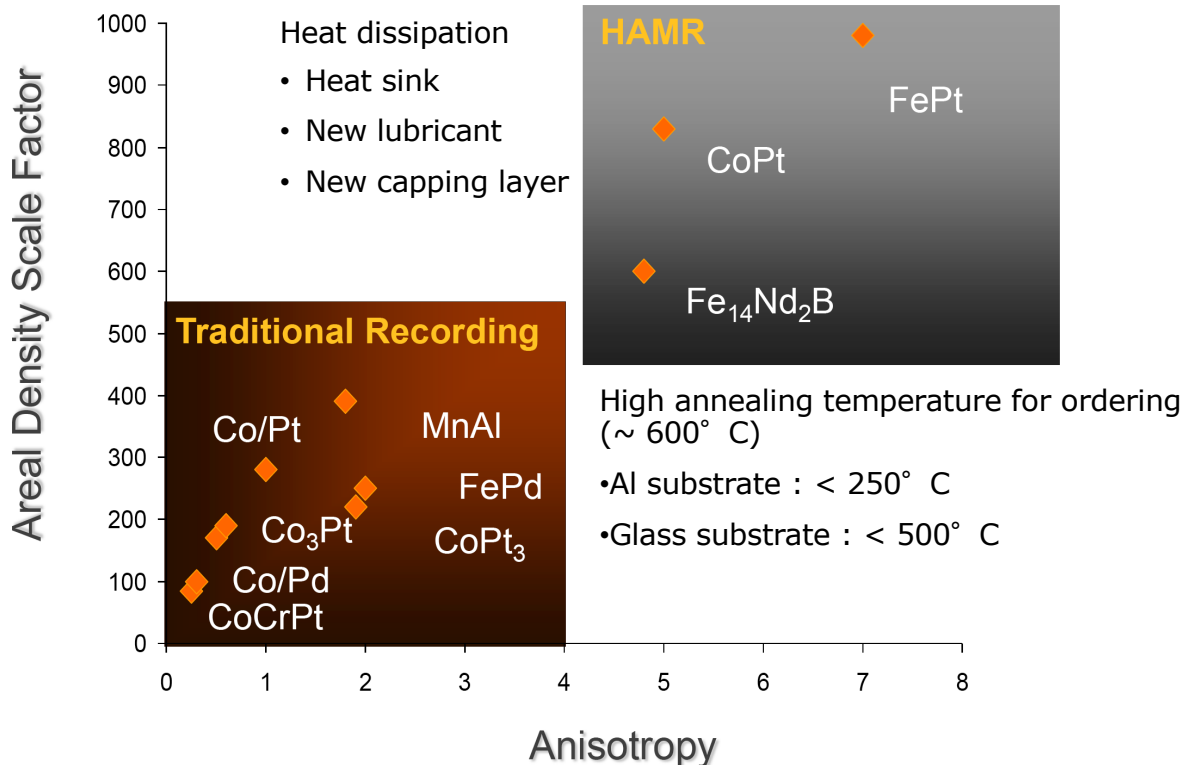 Areal Density Scale Factor
1000
900
800
700
600
500
400
300
200
100
0
Heat dissipation
• Heat sink
• New lubricant
• New capping layer
HAMR
FePt
CoPt
Fe₁₄Nd₂B
Traditional Recording
Co/Pt
MnAl
FePd
Co₃Pt
CoPt₃
Co/Pd
CoCrPt
High annealing temperature for ordering
(~ 600° C)
•Al substrate : < 250° C
•Glass substrate : < 500° C
0 1 2 3 4 5 6 7 8
Anisotropy